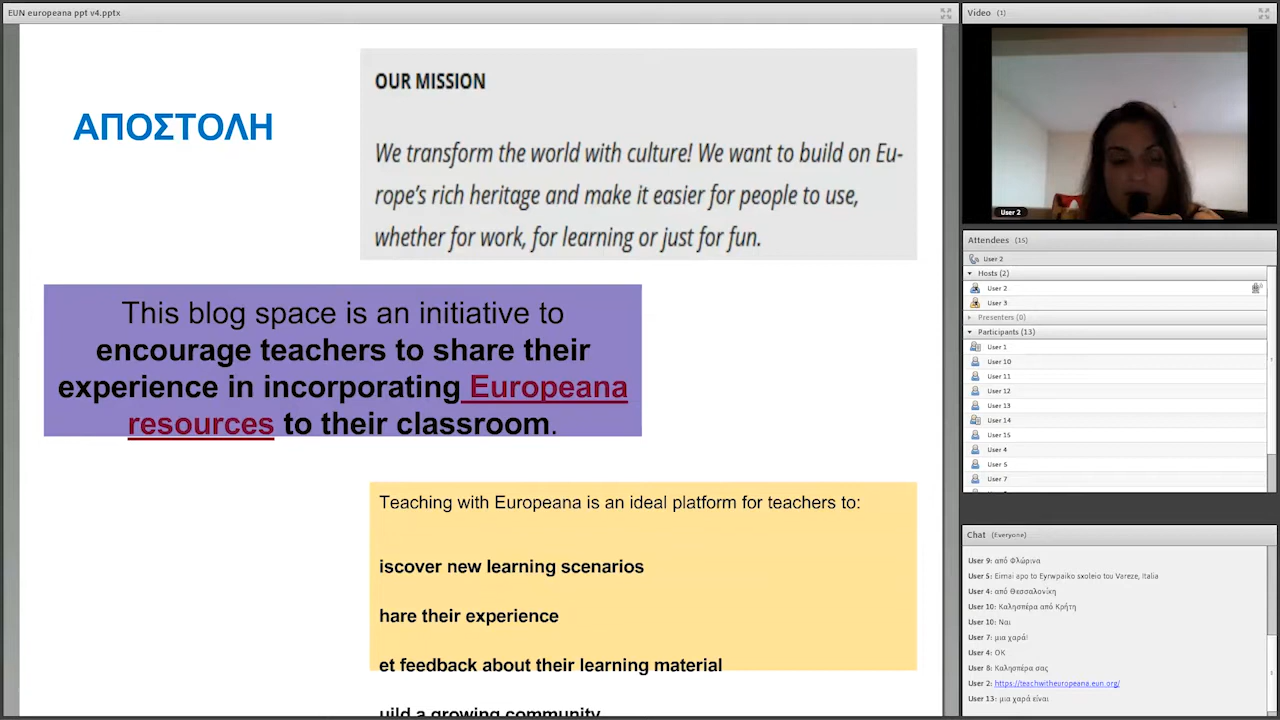 EUN europeana ppt v4.pptx
ΑΠΟΣΤΟΛΗ
OUR MISSION
We transform the world with culture! We want to build on Eu-
rope's rich heritage and make it easier for people to use,
whether for work, for learning or just for fun.
This blog space is an initiative to
encourage teachers to share their
experience in incorporating Europeana
resources to their classroom.
Teaching with Europeana is an ideal platform for teachers to:
iscover new learning scenarios
hare their experience
et feedback about their learning material
uild a growing community
Video (1)
User 2
Attendees (15)
User 2
Hosts (2)
User 2
User 3
Presenters (0)
Participants (13)
User 1
User 10
User 11
User 12
User 13
User 14
User 15
User 4
User 5
User 7
Chat (Everyone)
User 9: από Φλώρινα
User 5: Eimai apo to Eyrwpaiko sxoleio tou Vareze, Italia
User 4: από Θεσσαλονίκη
User 10: Καλησπέρα από Κρήτη
User 10: Ναι
User 7: μια χαρά!
User 4: OK
User 8: Καλησπέρα σας
User 2: https://teachwitheuropeana.eun.org/
User 13: μια χαρά είναι